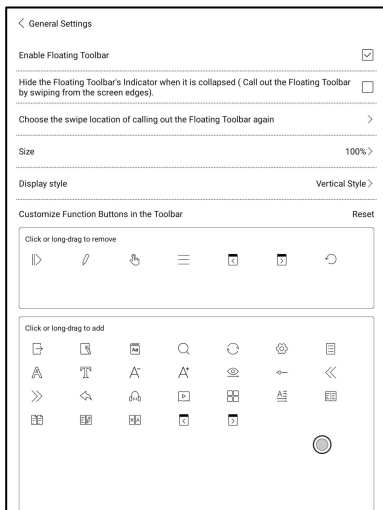 General Settings
Enable Floating Toolbar
Hide the Floating Toolbar's Indicator when it is collapsed ( Call out the Floating Toolbar
by swiping from the screen edges).
Choose the swipe location of calling out the Floating Toolbar again
Size 100%
Display style Vertical Style
Customize Function Buttons in the Toolbar Reset
Click or long-drag to remove
Click or long-drag to add
Aa
A T A- A+
A